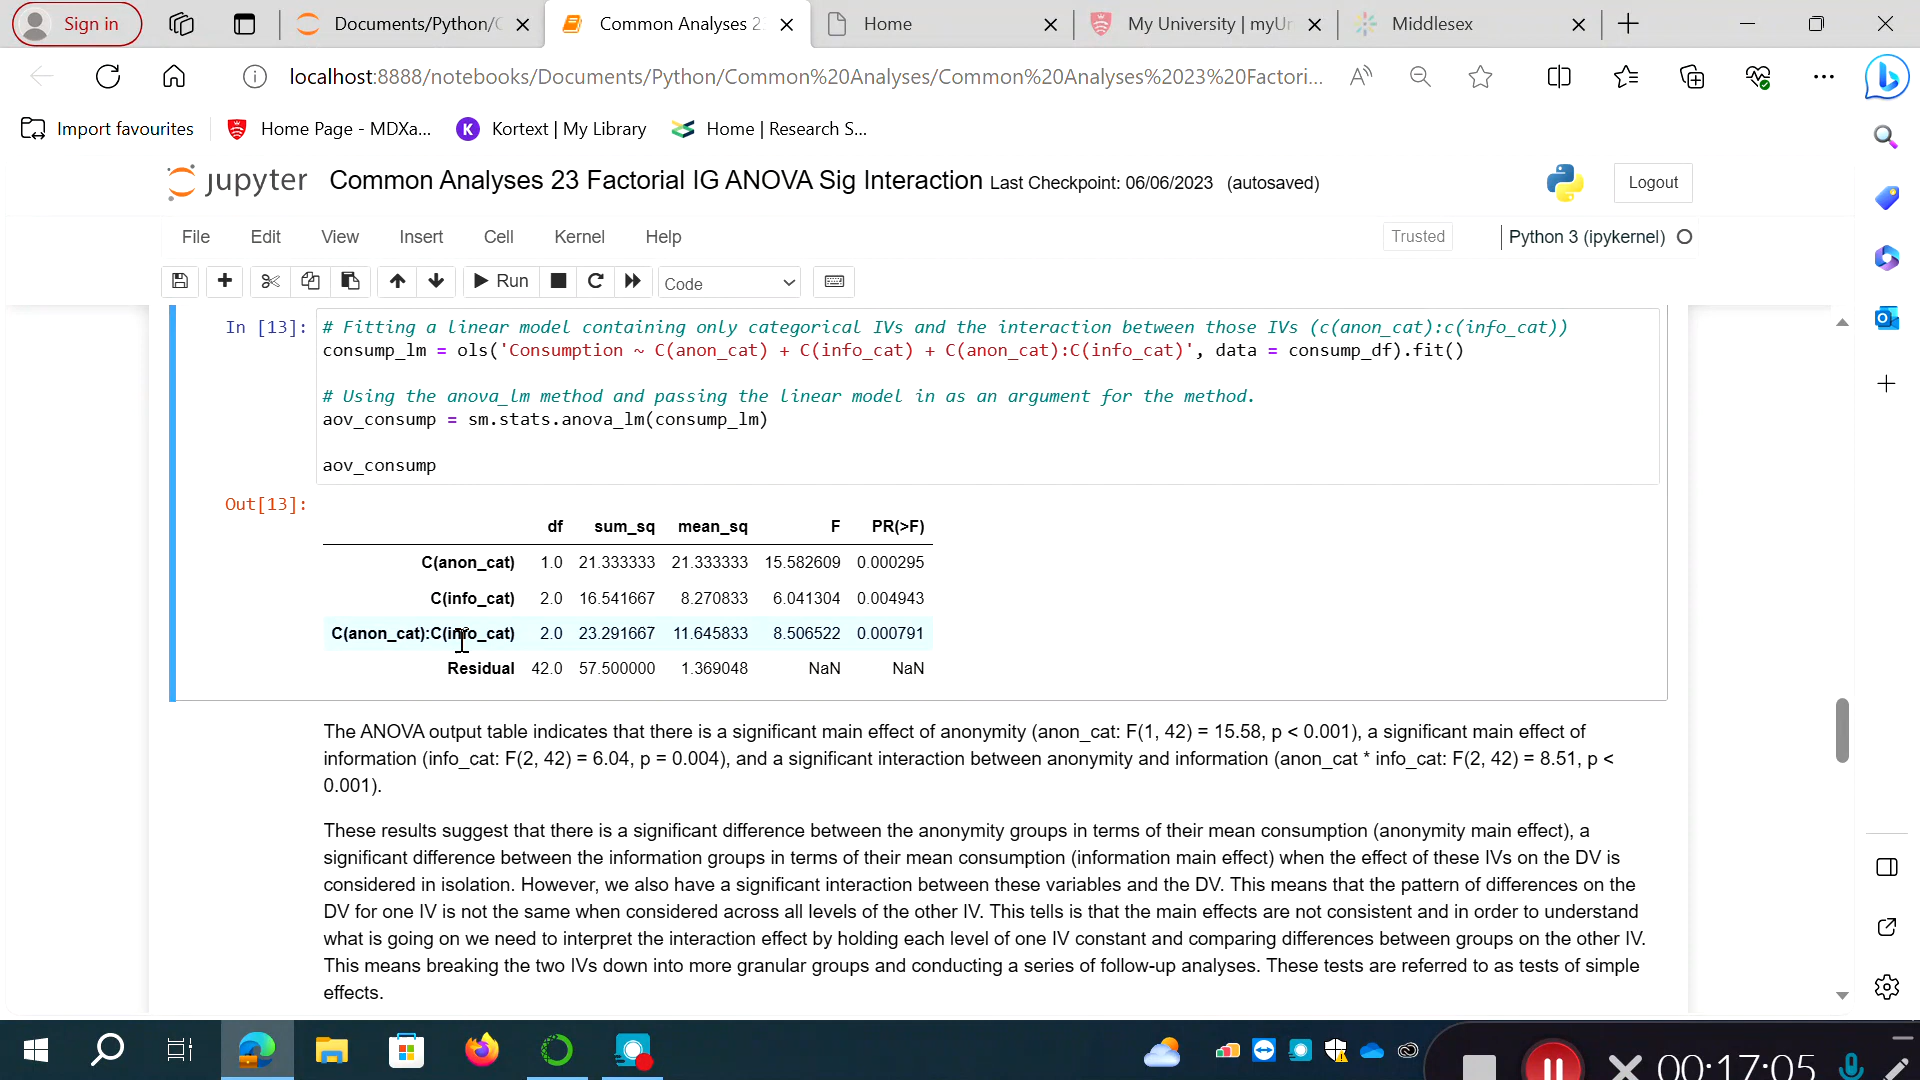 Sign in
Documents/Python/C
Common Analyses 2
Home
My University | myUr
Middlesex
localhost:8888/notebooks/Documents/Python/Common%20Analyses/Common%20Analyses%2023%20Factori...
Import favourites
Home Page - MDXa...
Kortext | My Library
Home | Research S...
jupyter Common Analyses 23 Factorial IG ANOVA Sig Interaction Last Checkpoint: 06/06/2023 (autosaved)
Logout
File Edit View Insert Cell Kernel Help
Trusted
Python 3 (ipykernel)
Run
Code
In [13]: # Fitting a linear model containing only categorical IVs and the interaction between those IVs (c(anon_cat):c(info_cat))
consump_lm = ols('Consumption ~ C(anon_cat) + C(info_cat) + C(anon_cat):C(info_cat)', data = consump_df).fit()
# Using the anova_lm method and passing the linear model in as an argument for the method.
aov_consump = sm.stats.anova_lm(consump_lm)
aov_consump
Out[13]:
df sum_sq mean_sq F PR(>F)
C(anon_cat) 1.0 21.333333 21.333333 15.582609 0.000295
C(info_cat) 2.0 16.541667 8.270833 6.041304 0.004943
C(anon_cat):C(info_cat) 2.0 23.291667 11.645833 8.506522 0.000791
Residual 42.0 57.500000 1.369048 NaN NaN
The ANOVA output table indicates that there is a significant main effect of anonymity (anon_cat: F(1, 42) = 15.58, p < 0.001), a significant main effect of
information (info_cat: F(2, 42) = 6.04, p = 0.004), and a significant interaction between anonymity and information (anon_cat * info_cat: F(2, 42) = 8.51, p <
0.001).
These results suggest that there is a significant difference between the anonymity groups in terms of their mean consumption (anonymity main effect), a
significant difference between the information groups in terms of their mean consumption (information main effect) when the effect of these IVs on the DV is
considered in isolation. However, we also have a significant interaction between these variables and the DV. This means that the pattern of differences on the
DV for one IV is not the same when considered across all levels of the other IV. This tells is that the main effects are not consistent and in order to understand
what is going on we need to interpret the interaction effect by holding each level of one IV constant and comparing differences between groups on the other IV.
This means breaking the two IVs down into more granular groups and conducting a series of follow-up analyses. These tests are referred to as tests of simple
effects.
00:17:05